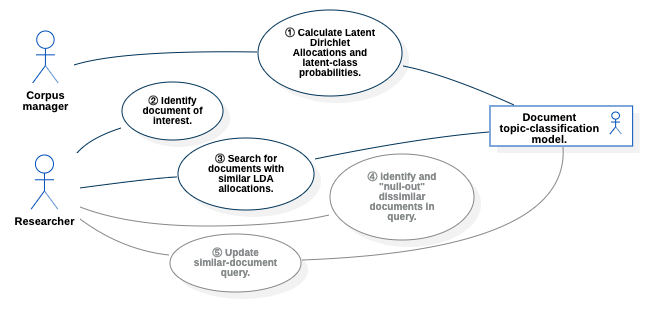 ① Calculate Latent
Dirichlet
Allocations and
latent-class
probabilities.
Corpus
manager
② Identify
document of
interest.
Document
topic-classification
model.
③ Search for
documents with
similar LDA
allocations.
④ identify and
"null-out"
dissimilar
documents in
query.
Researcher
⑤ Update
similar-document
query.